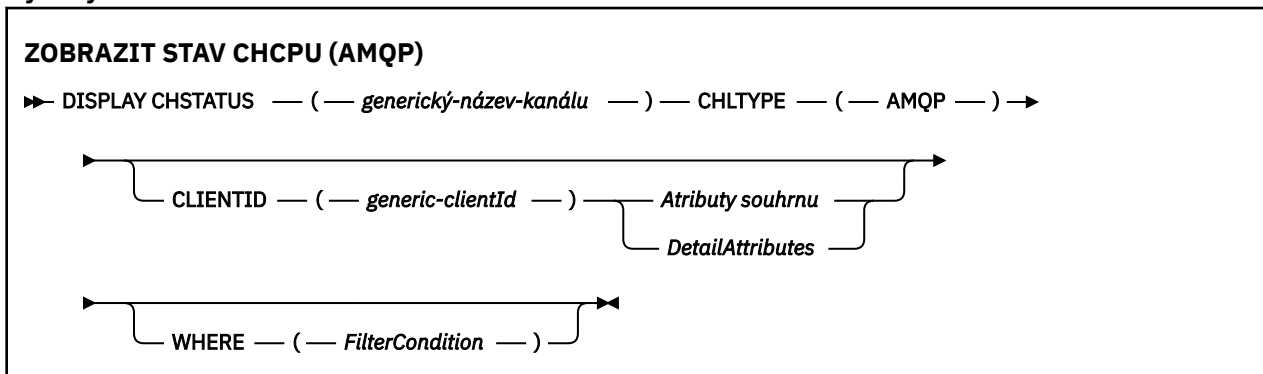 ZOBRAZIT STAV CHCPU (AMQP)
DISPLAY CHSTATUS ( generický-název-kanálu ) CHLTYPE ( AMQP )
CLIENTID ( generic-clientId ) Atributy souhrnu
DetailAttributes
WHERE ( FilterCondition )